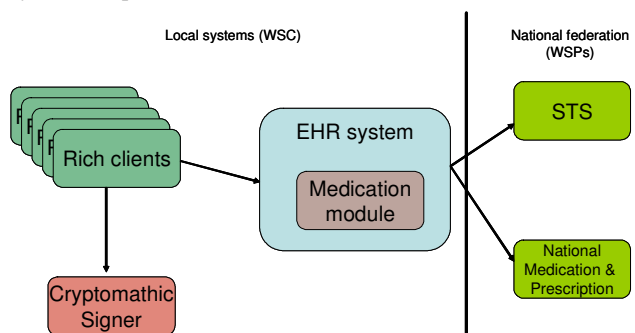 Local systems (WSC)
National federation
(WSPs)
STS
EHR system
Rich clients
Medication
module
National
Medication &
Prescription
Cryptomathic
Signer